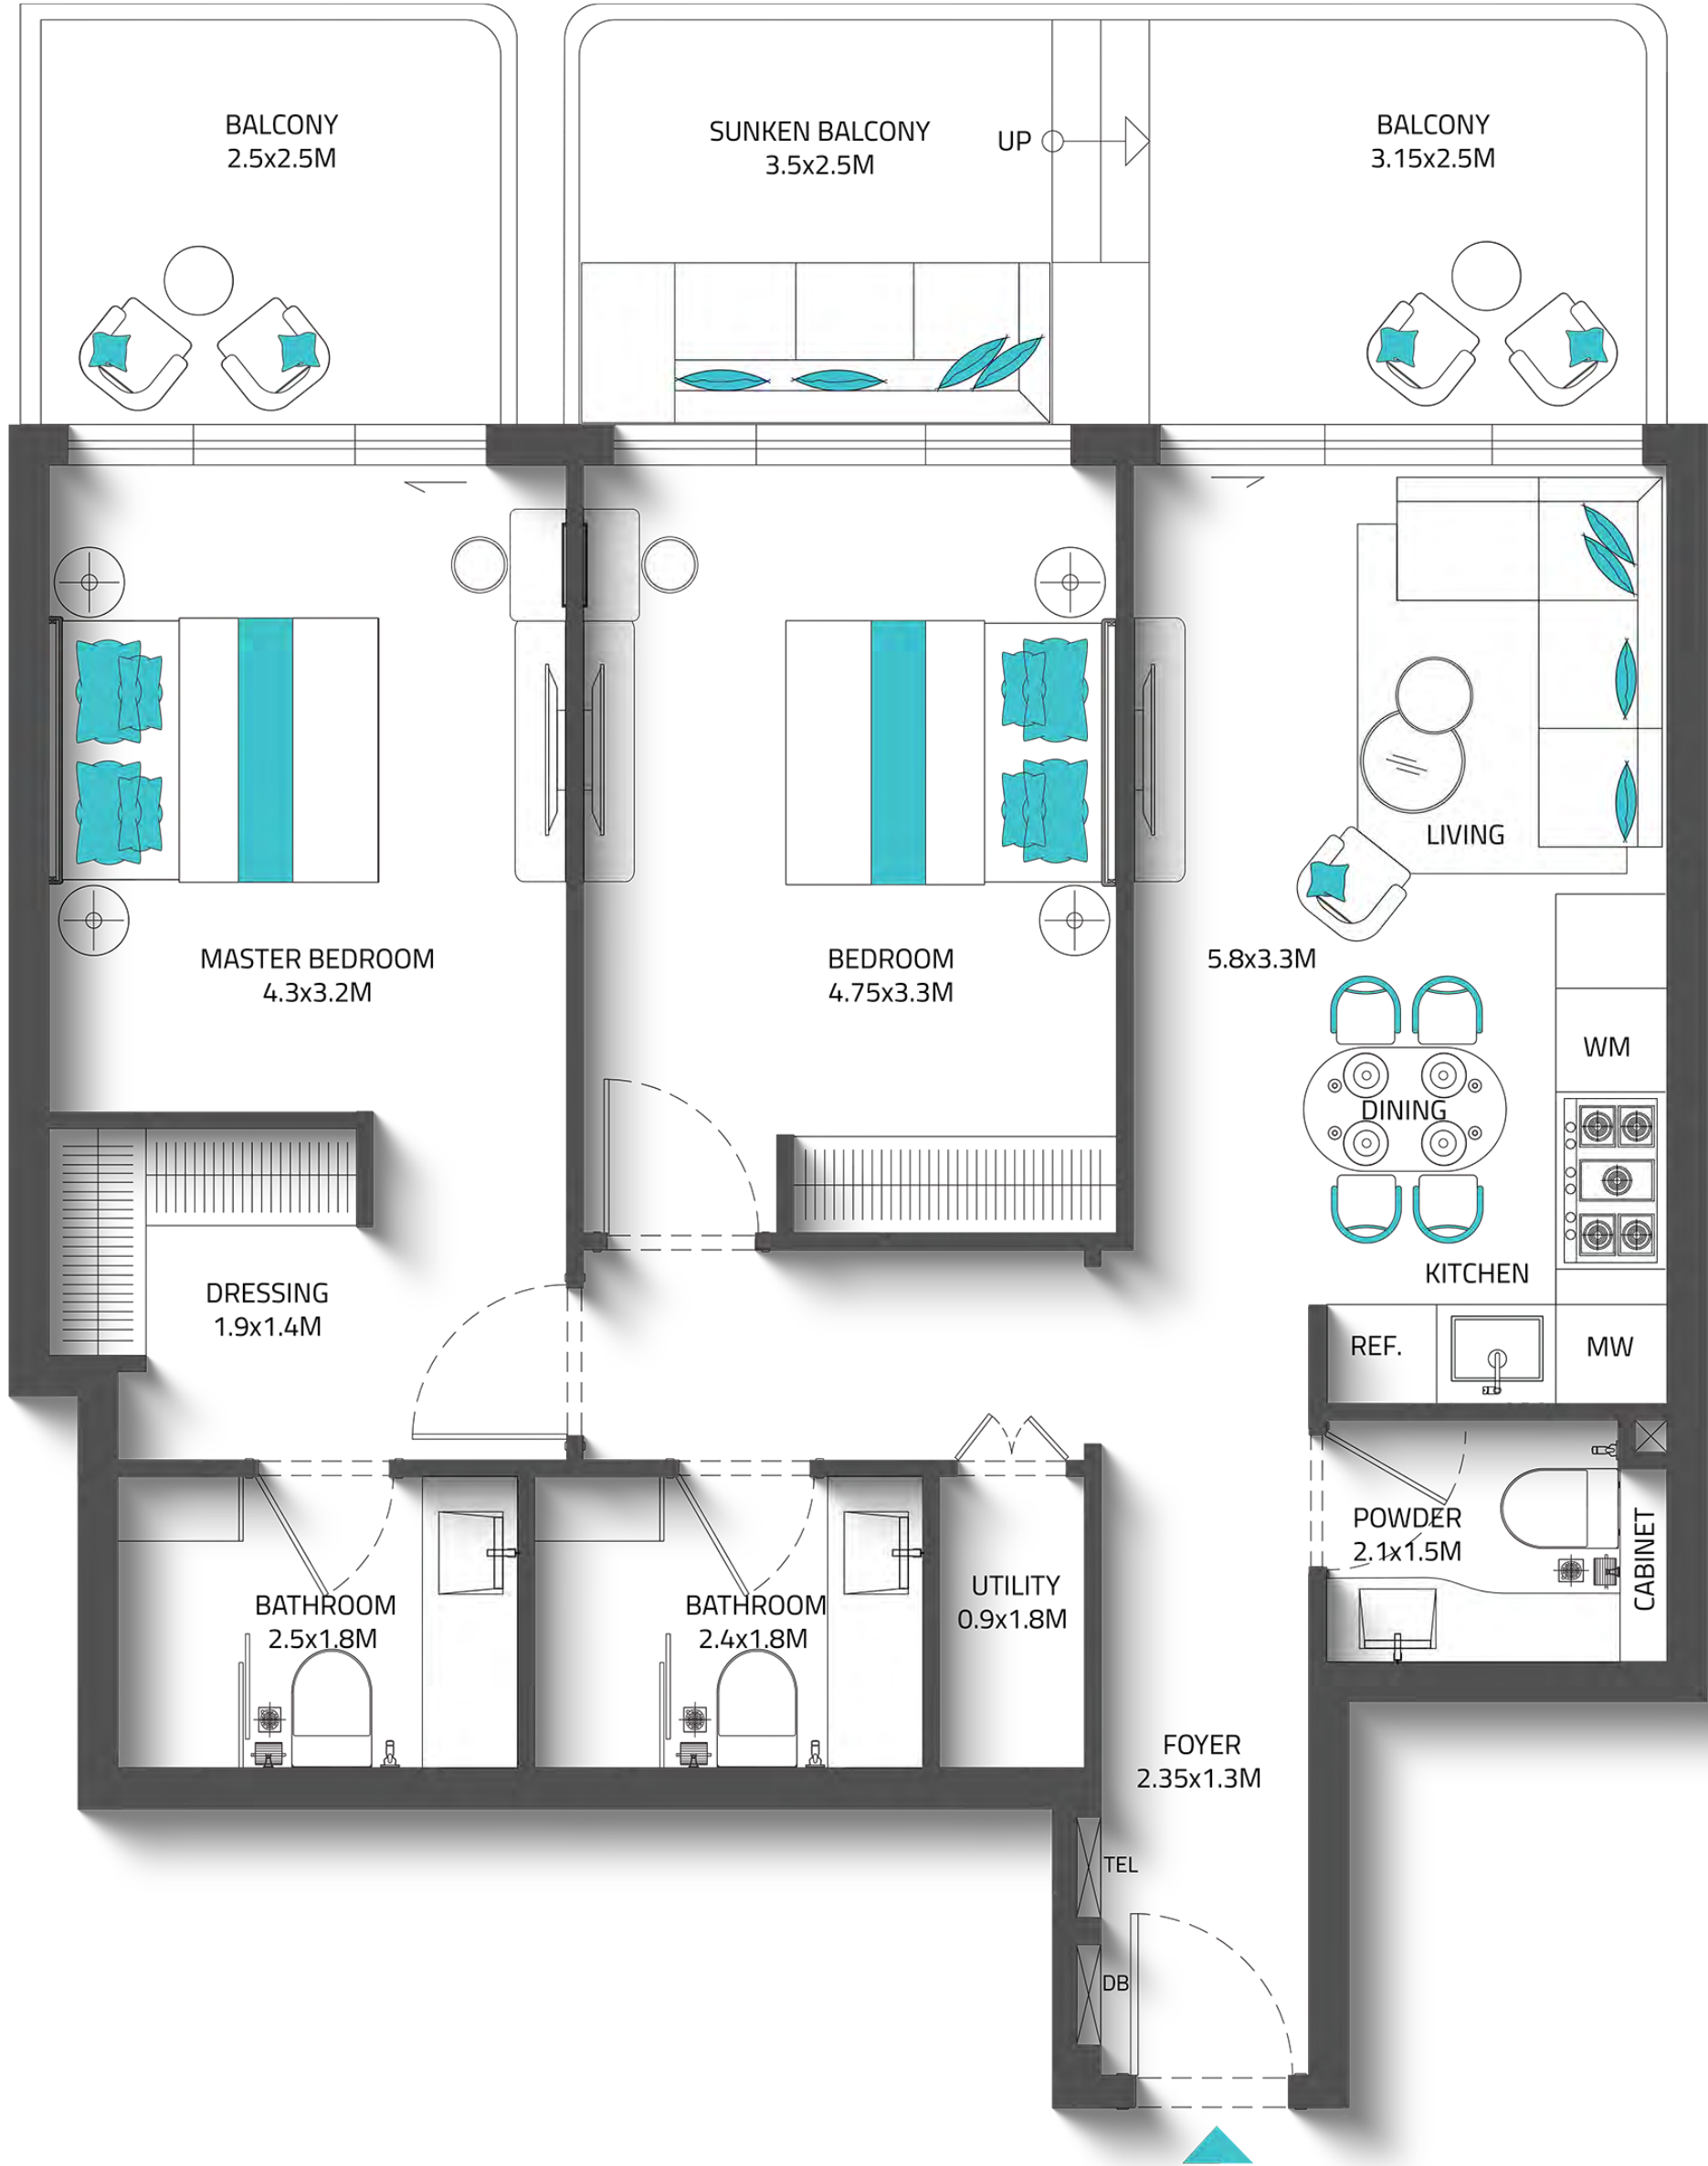 BALCONY
2.5x2.5M
SUNKEN BALCONY
3.5x2.5M
UP
BALCONY
3.15x2.5M
LIVING
MASTER BEDROOM
4.3x3.2M
BEDROOM
4.75x3.3M
5.8x3.3M
WM
DINING
KITCHEN
DRESSING
1.9x1.4M
REF.
MW
POWDER
2.1x1.5M
CABINET
BATHROOM
2.5x1.8M
BATHROOM
2.4x1.8M
UTILITY
0.9x1.8M
FOYER
2.35x1.3M
TEL
DB